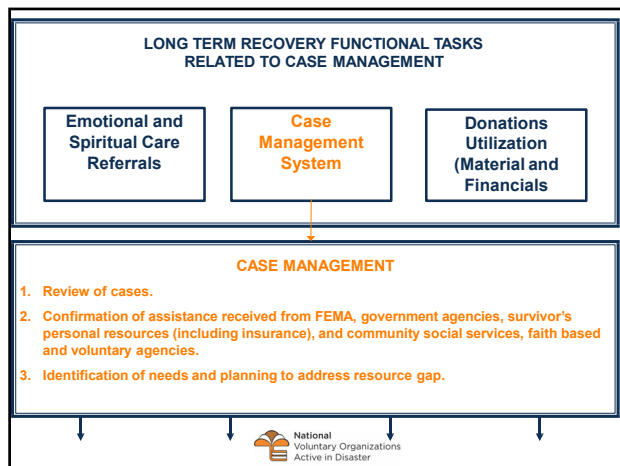 LONG TERM RECOVERY FUNCTIONAL TASKS
RELATED TO CASE MANAGEMENT
Emotional and
Spiritual Care
Referrals
Case
Management
System
Donations
Utilization
(Material and
Financials
CASE MANAGEMENT
1. Review of cases.
2. Confirmation of assistance received from FEMA, government agencies, survivor's
personal resources (including insurance), and community social services, faith based
and voluntary agencies.
3. Identification of needs and planning to address resource gap.
National
Voluntary Organizations
Active in Disaster